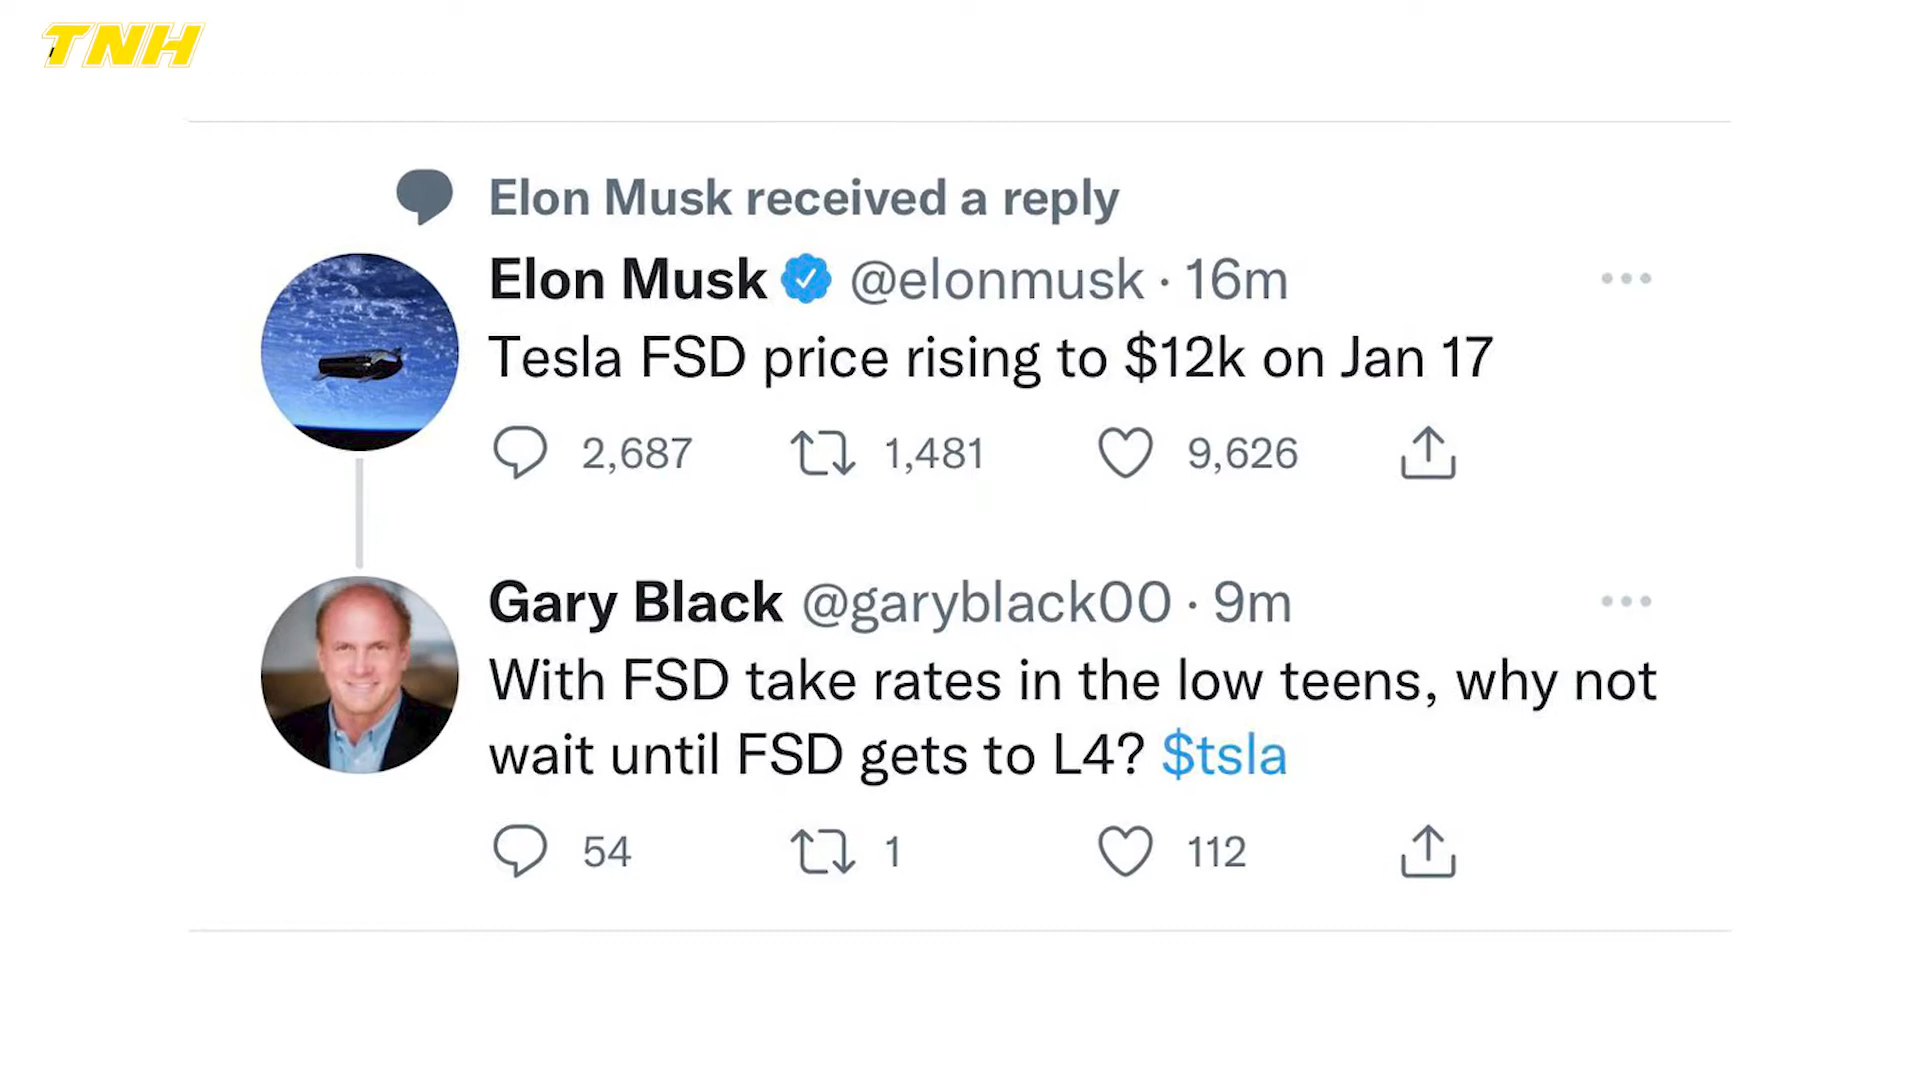 TNH
Elon Musk received a reply
Elon Musk @elonmusk · 16m
Tesla FSD price rising to $12k on Jan 17
2,687 1,481 9,626
Gary Black @garyblack00 · 9m
With FSD take rates in the low teens, why not
wait until FSD gets to L4? $tsla
54 1 112